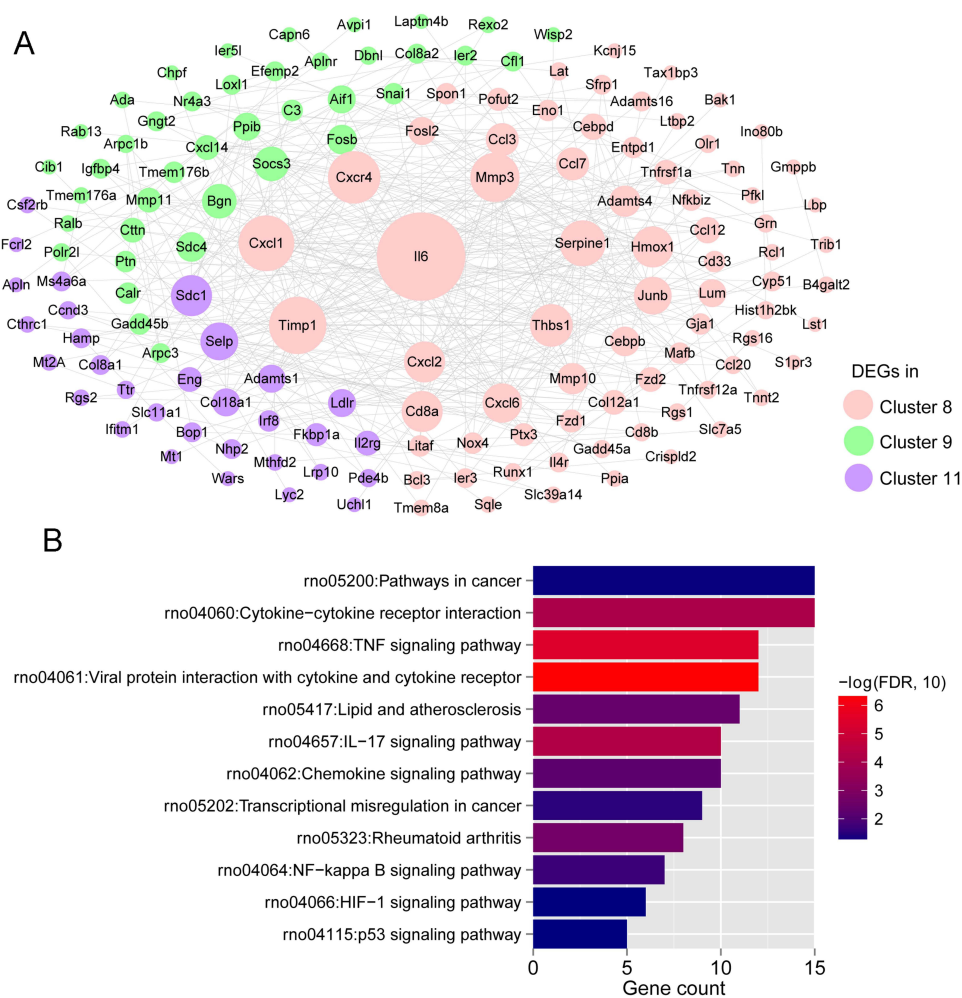 A
Avpi1
Laptm4b
Rexo2
Capn6
Wisp2
Ier5l
Aplnr
Dbnl
Col8a2
Ier2
Cfl1
Kcnj15
Chpf
Efemp2
Lat
Tax1bp3
Loxl1
Sfrp1
Ada
Nr4a3
C3
Aif1
Snai1
Spon1
Pofut2
Eno1
Adamts16
Bak1
Rab13
Gngt2
Ppib
Fosb
Fosl2
Ccl3
Cebpd
Ltbp2
Ino80b
Arpc1b
Cxcl14
Entpd1
Olr1
Cib1
Igfbp4
Tmem176b
Socs3
Cxcr4
Mmp3
Ccl7
Tnfrsf1a
Tnn
Gmppb
Csf2rb
Tmem176a
Mmp11
Bgn
Adamts4
Nfkbiz
Pfkl
Lbp
Ralb
Cttn
Ccl12
Grn
Fcrl2
Polr2l
Ptn
Sdc4
Cxcl1
Il6
Serpine1
Hmox1
Cd33
Rcl1
Trib1
Apln
Ms4a6a
Calr
Sdc1
Junb
Lum
Cyp51
B4galt2
Cthrc1
Ccnd3
Gadd45b
Timp1
Thbs1
Gja1
Hist1h2bk
Lst1
Hamp
Selp
Cebpb
Rgs16
Mt2A
Col8a1
Arpc3
Cxcl2
Mafb
Ccl20
S1pr3
Rgs2
Ttr
Eng
Adamts1
Mmp10
Fzd2
Tnfrsf12a
Tnnt2
Slc11a1
Col18a1
Ldlr
Cd8a
Cxcl6
Col12a1
Rgs1
Ifitm1
Bop1
Irf8
Fkbp1a
Il2rg
Litaf
Nox4
Ptx3
Fzd1
Cd8b
Slc7a5
Mt1
Nhp2
Mthfd2
Lrp10
Pde4b
Bcl3
Ier3
Runx1
Il4r
Gadd45a
Crispld2
Wars
Lyc2
Uchl1
Tmem8a
Sqle
Slc39a14
Ppia
DEGs in
Cluster 8
Cluster 9
Cluster 11
B
rno05200:Pathways in cancer
rno04060:Cytokine−cytokine receptor interaction
rno04668:TNF signaling pathway
rno04061:Viral protein interaction with cytokine and cytokine receptor
rno05417:Lipid and atherosclerosis
rno04657:IL−17 signaling pathway
rno04062:Chemokine signaling pathway
rno05202:Transcriptional misregulation in cancer
rno05323:Rheumatoid arthritis
rno04064:NF−kappa B signaling pathway
rno04066:HIF−1 signaling pathway
rno04115:p53 signaling pathway
0 5 10 15
Gene count
−log(FDR, 10)
6
5
4
3
2